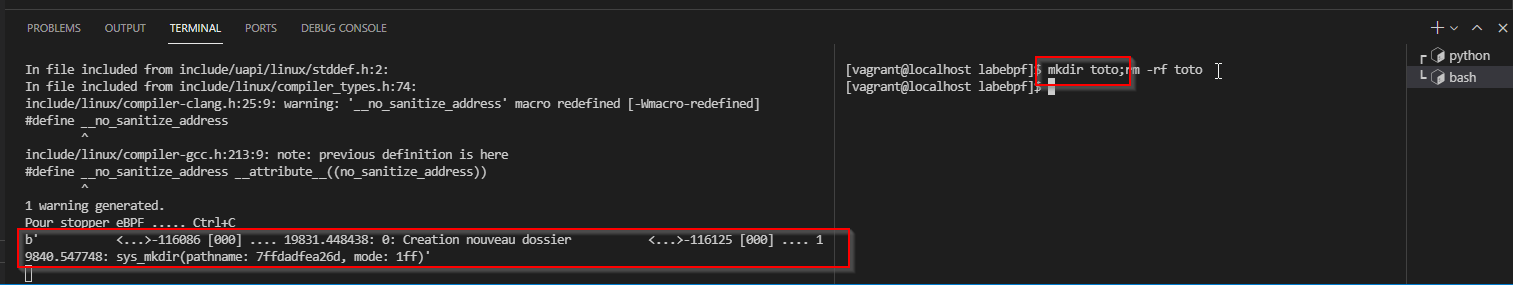 PROBLEMS OUTPUT TERMINAL PORTS DEBUG CONSOLE
In file included from include/uapi/linux/stddef.h:2:
In file included from include/linux/compiler_types.h:74:
include/linux/compiler-clang.h:25:9: warning: '__no_sanitize_address' macro redefined [-Wmacro-redefined]
#define __no_sanitize_address
^
include/linux/compiler-gcc.h:213:9: note: previous definition is here
#define __no_sanitize_address __attribute__((no_sanitize_address))
^
1 warning generated.
Pour stopper eBPF ..... Ctrl+C
b'           <...>-116086 [000] .... 19831.448438: 0: Creation nouveau dossier           <...>-116125 [000] .... 1
9840.547748: sys_mkdir(pathname: 7ffdadfea26d, mode: 1ff)'
[vagrant@localhost labebpf]$ mkdir toto;rm -rf toto
[vagrant@localhost labebpf]$
python
bash